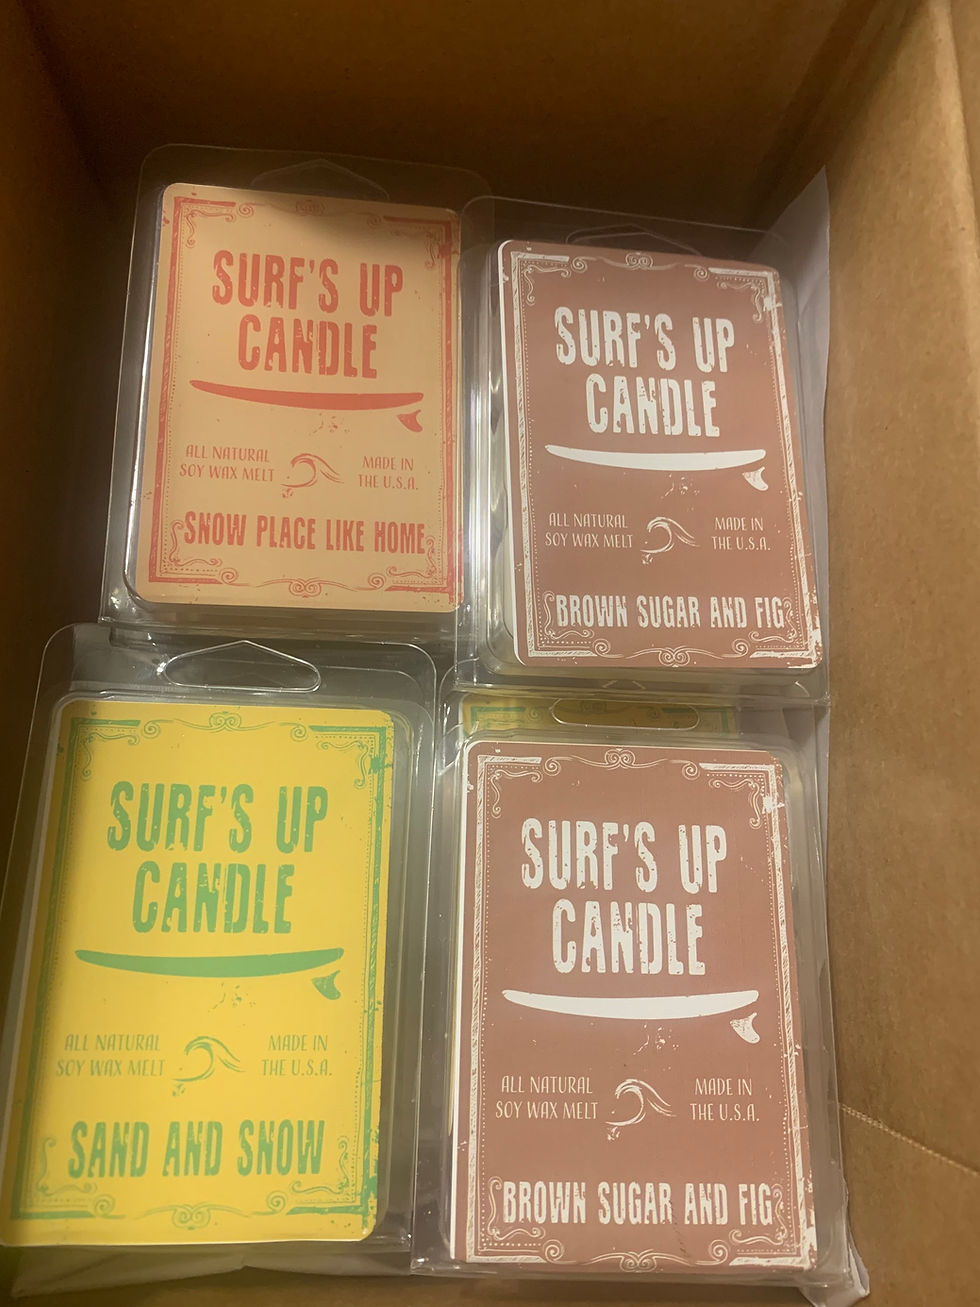 SURF'S UP
CANDLE
ALL NATURAL
SOY WAX MELT
MADE IN
THE U.S.A.
SNOW PLACE LIKE HOME
SURF'S UP
CANDLE
ALL NATURAL
SOY WAX MELT
MADE IN
THE U.S.A.
BROWN SUGAR AND FIG
SURF'S UP
CANDLE
ALL NATURAL
SOY WAX MELT
MADE IN
THE U.S.A.
SAND AND SNOW
SURF'S UP
CANDLE
ALL NATURAL
SOY WAX MELT
MADE IN
THE U.S.A.
BROWN SUGAR AND FIG